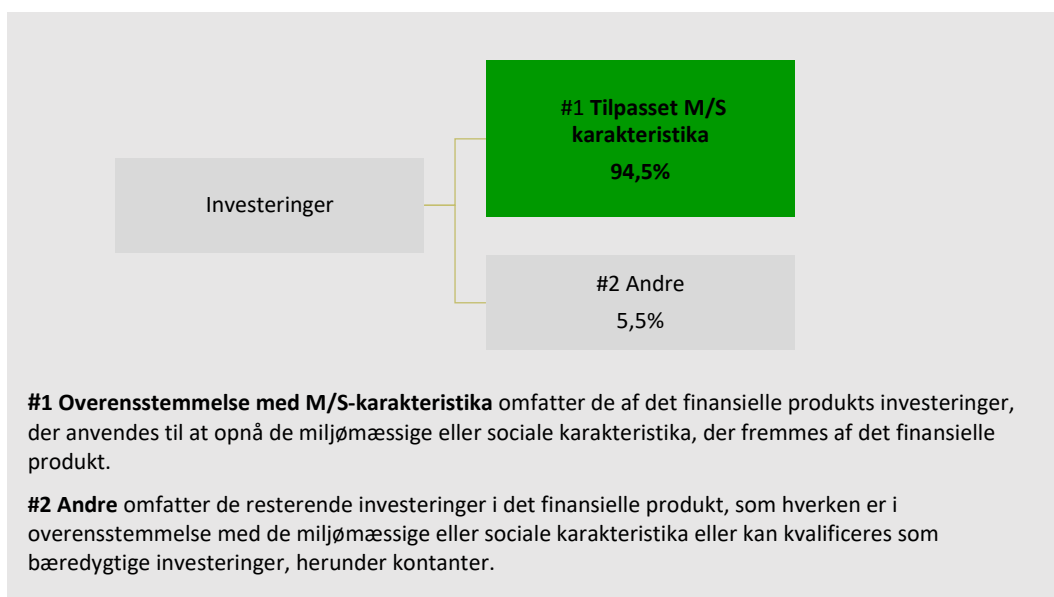 #1 Tilpasset M/S
karakteristika
94,5%
Investeringer
#2 Andre
5,5%
#1 Overensstemmelse med M/S-karakteristika omfatter de af det finansielle produkts investeringer,
der anvendes til at opnå de miljømæssige eller sociale karakteristika, der fremmes af det finansielle
produkt.
#2 Andre omfatter de resterende investeringer i det finansielle produkt, som hverken er i
overensstemmelse med de miljømæssige eller sociale karakteristika eller kan kvalificeres som
bæredygtige investeringer, herunder kontanter.